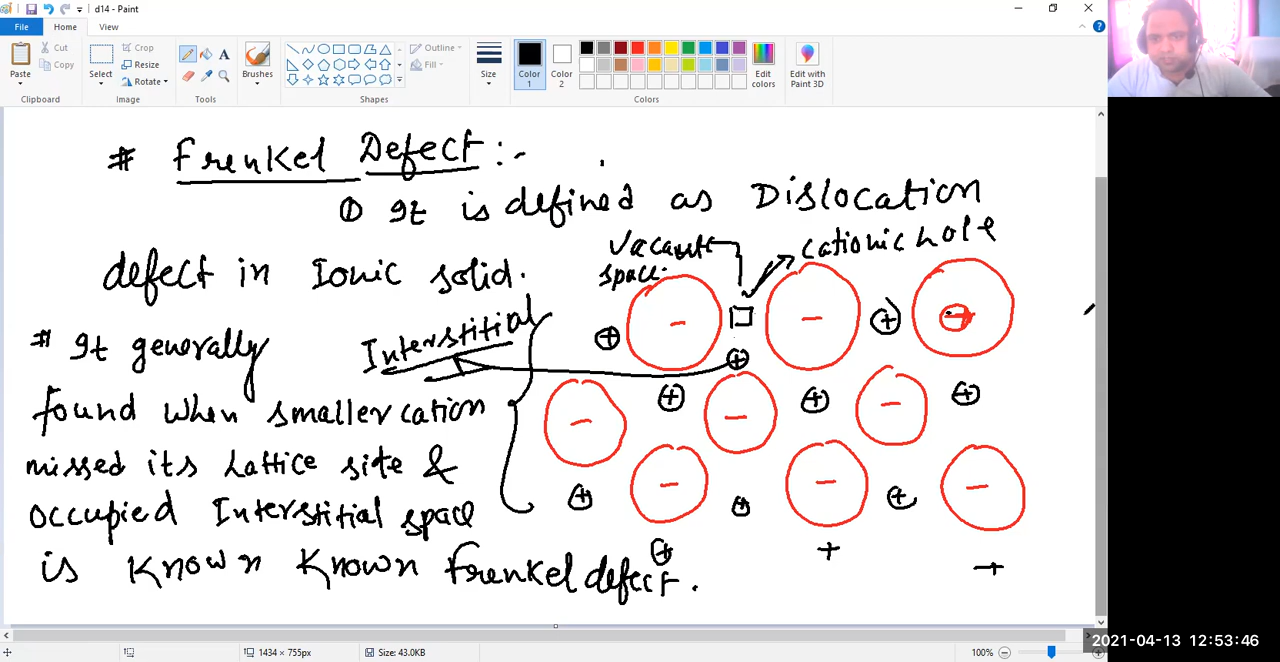 d14 - Paint
File Home View
Paste Cut Copy Clipboard
Select Crop Resize Rotate Image
Tools
Brushes
Shapes Outline Fill
Size
Color 1 Color 2 Colors Edit colors
Edit with Paint 3D
# Frenkel Defect :-
① It is defined as Dislocation
defect in Ionic solid.
vacant space.
cationic hole
Interstitial
# It generally
found when smaller cation
missed its Lattice site &
occupied Interstitial space
is Known Known Frenkel defect.
1434 × 755px
Size: 43.0KB
100%
2021-04-13 12:53:46